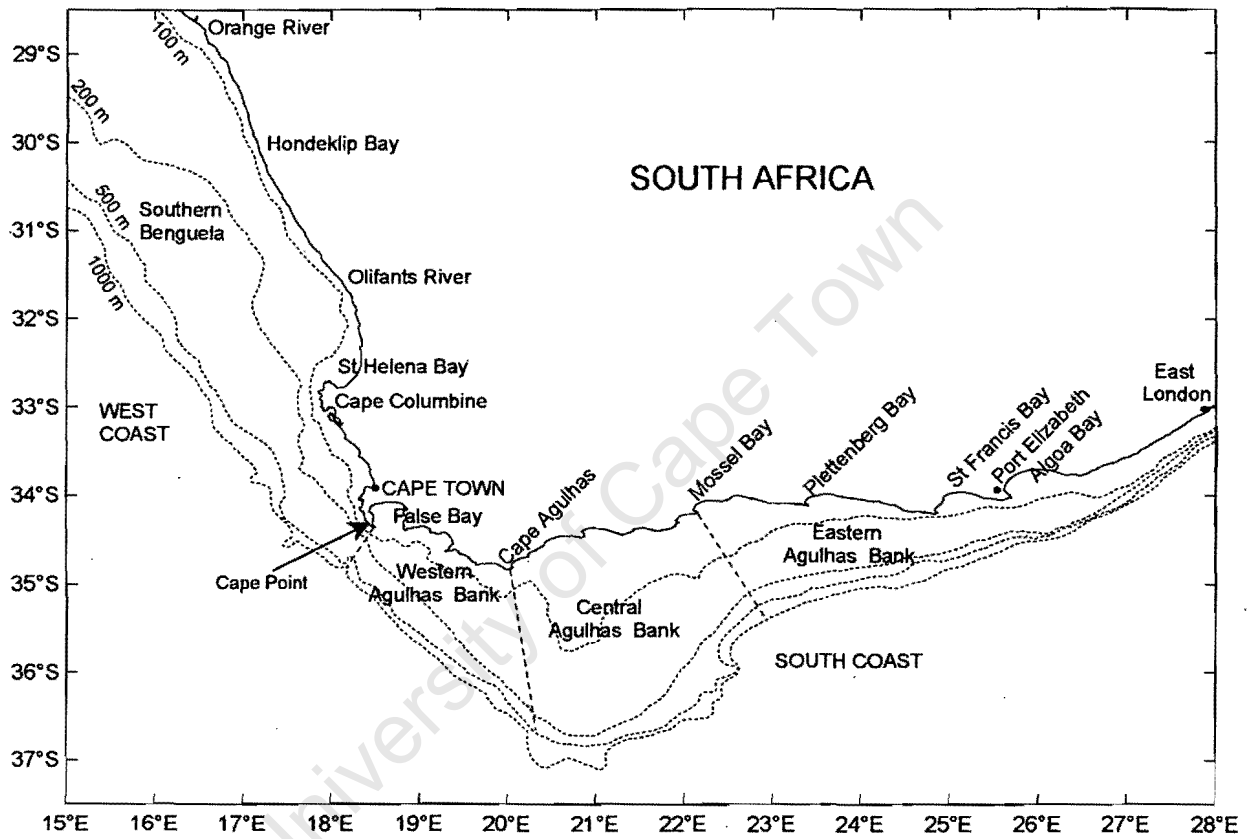 29°S
30°S
31°S
32°S
33°S
34°S
35°S
36°S
37°S
15°E
16°E
17°E
18°E
19°E
20°E
21°E
22°E
23°E
24°E
25°E
26°E
27°E
28°E
Orange River
100 m
200 m
500 m
1000 m
Hondeklip Bay
SOUTH AFRICA
Southern
Benguela
Olifants River
St Helena Bay
Cape Columbine
WEST
COAST
CAPE TOWN
False Bay
Cape Point
Cape Agulhas
Mossel Bay
Plettenberg Bay
St Francis Bay
Port Elizabeth
Algoa Bay
East
London
Western
Agulhas Bank
Central
Agulhas Bank
Eastern
Agulhas Bank
SOUTH COAST
University of Cape Town